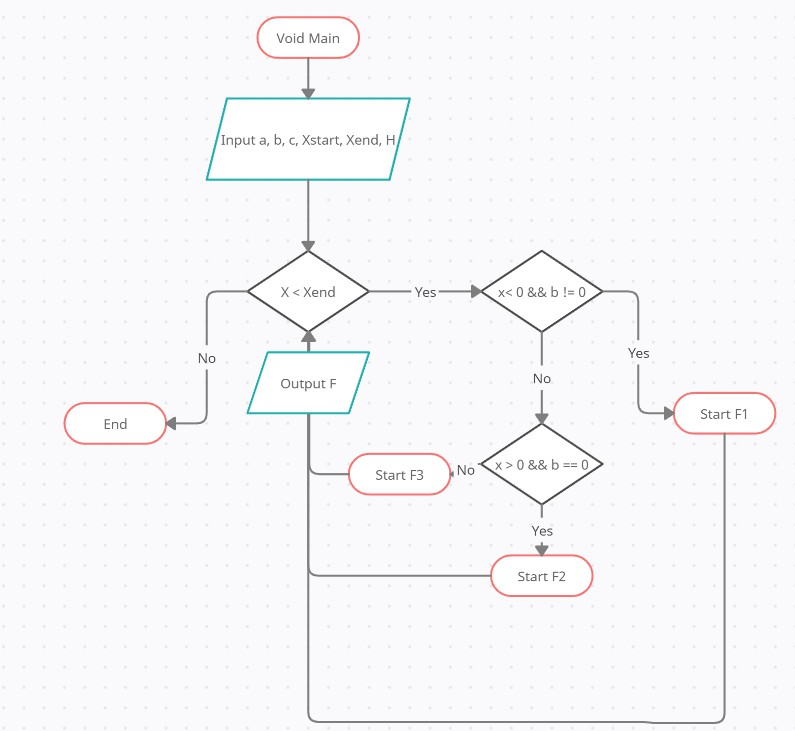 Void Main
Input a, b, c, Xstart, Xend, H
X < Xend
Yes
x< 0 && b != 0
No
Yes
Output F
No
End
Start F1
Start F3
No
x > 0 && b == 0
Yes
Start F2